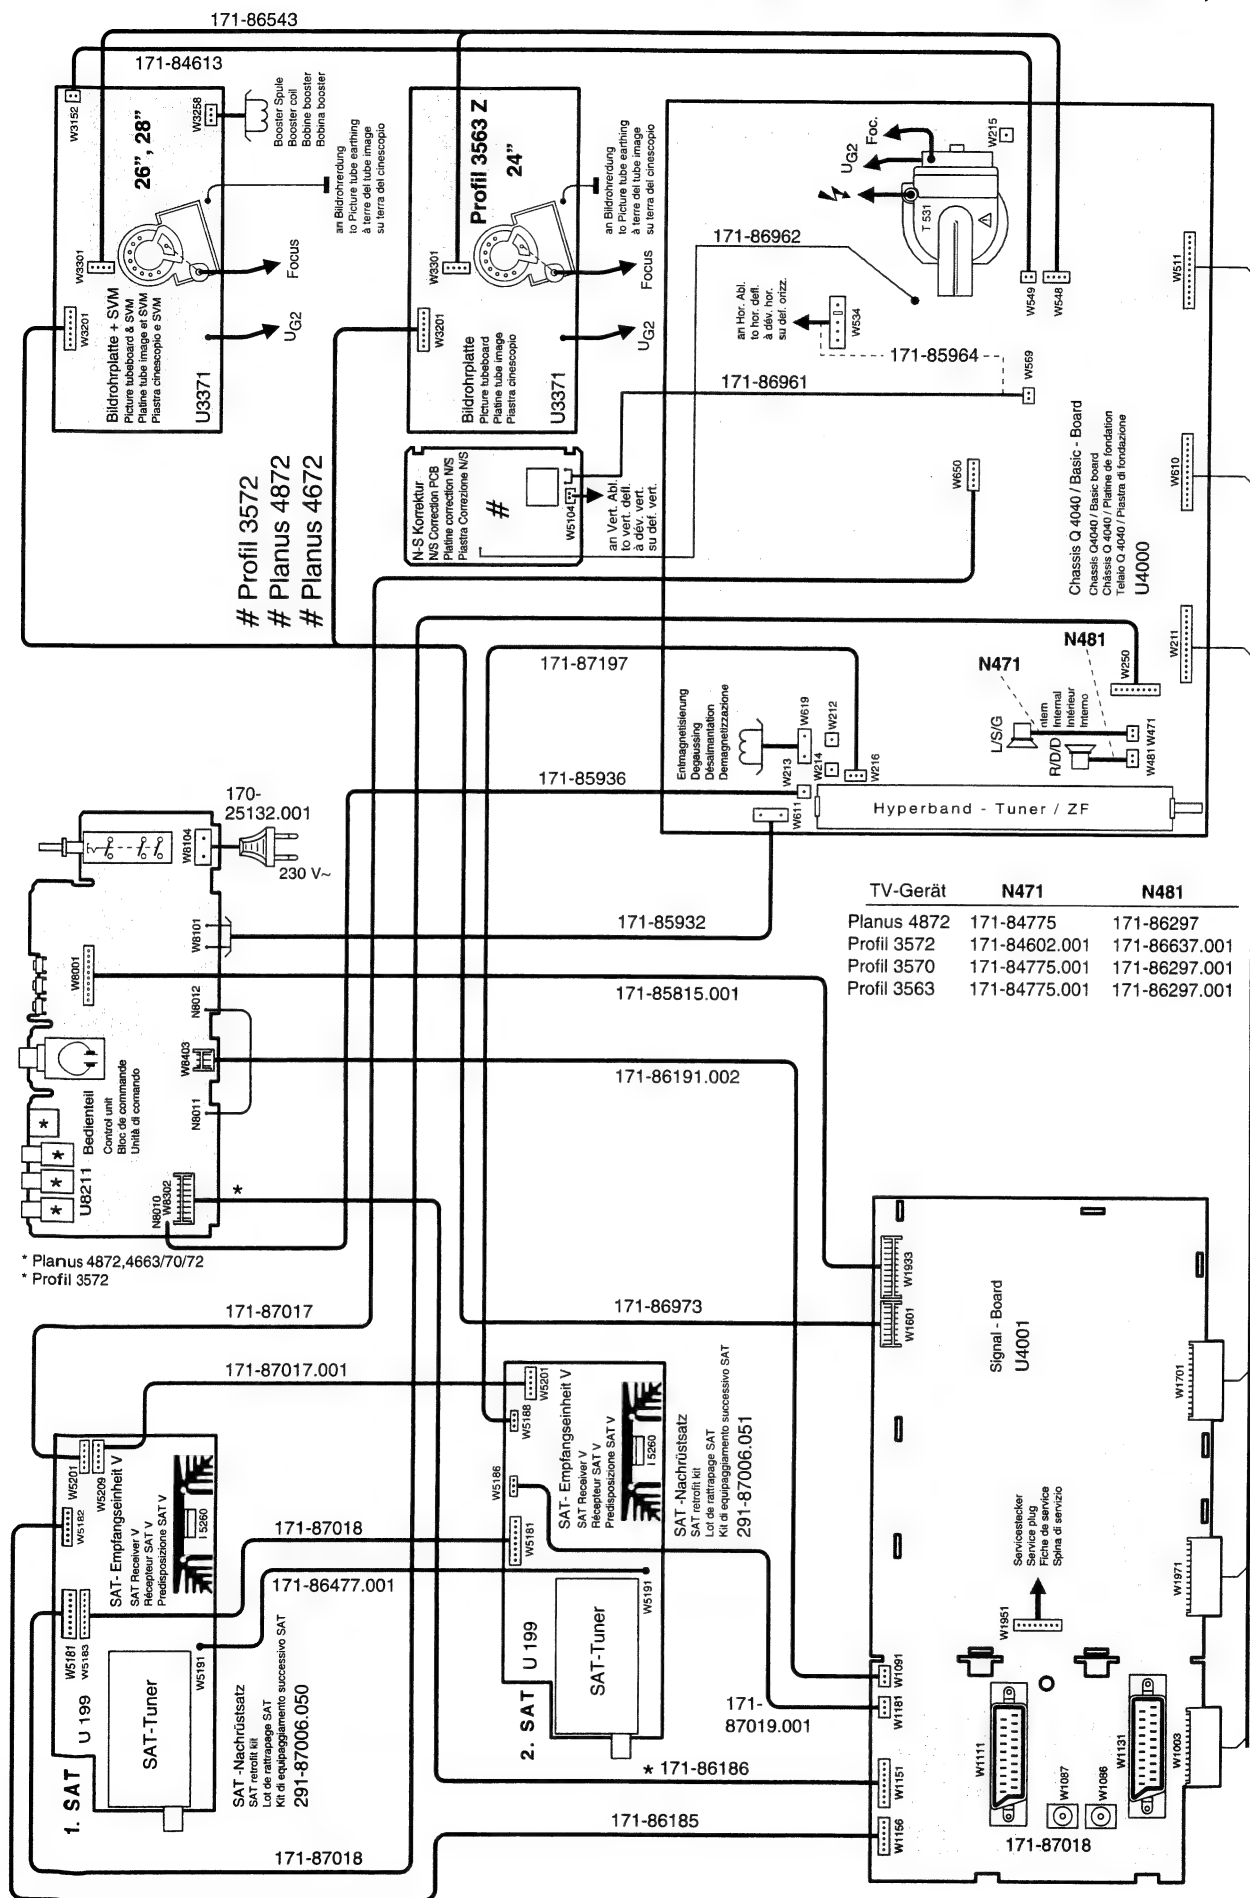 171-86543
171-84613
W3152
W3258
26", 28"
Booster Spule
Booster coil
Bobine booster
Bobina booster
W3301
W3201
Bildrohrplatte + SVM
Picture tubeboard & SVM
Platine tube image et SVM
Piastra cinescopio e SVM
U3371
UG2
Focus
an Bildrohrerdung
to Picture tube earthing
à terre del tube image
su terra del cinescopio
Profil 3563 Z
24"
W3301
W3201
Bildrohrplatte
Picture tubeboard
Platine tube image
Piastra cinescopio
U3371
UG2
Focus
an Bildrohrerdung
to Picture tube earthing
à terre del tube image
su terra del cinescopio
# Profil 3572
# Planus 4872
# Planus 4672
N-S Korrektur
N/S Correction PCB
Platine correction N/S
Piastra Correzione N/S
#
W5104
an Vert. Abl.
to vert. defl.
à dév. vert.
su def. vert.
UG2
Foc.
W215
T 531
171-86962
an Hor. Abl.
to hor. defl.
à dév. hor.
su def. orizz.
W534
171-85964
171-86961
W549
W548
W569
W511
W650
W610
Chassis Q 4040 / Basic - Board
Chassis Q4040 / Basic board
Châssis Q 4040 / Platine de fondation
Telaio Q 4040 / Piastra di fondazione
U4000
W211
W250
N471
N481
L/S/G
R/D/D
ntern
Internal
Intérieur
Interno
W471
W481
171-87197
Entmagnetisierung
Degaussing
Désaimantation
Demagnetizzazione
W619
W212
W213
W214
W216
W611
Hyperband - Tuner / ZF
171-85936
170-
25132.001
W8104
230 V~
W8101
171-85932
W8001
171-85815.001
N8012
W8403
171-86191.002
N8011
Bedienteil
Control unit
Bloc de commande
Unità di comando
U8211
*
*
*
*
N8010
W8302
*
* Planus 4872,4663/70/72
* Profil 3572
TV-Gerät N471 N481
Planus 4872 171-84775 171-86297
Profil 3572 171-84602.001 171-86637.001
Profil 3570 171-84775.001 171-86297.001
Profil 3563 171-84775.001 171-86297.001
171-87017
171-86973
171-87017.001
W5201
W5209
W5182
W5181
W5183
SAT- Empfangseinheit V
SAT Receiver V
Récepteur SAT V
Predisposizione SAT V
I 5260
W5191
U 199
SAT-Tuner
1. SAT
SAT -Nachrüstsatz
SAT retrofit kit
Lot de rattrapage SAT
Kit di equipaggiamento successivo SAT
291-87006.050
171-87018
171-86477.001
171-87018
W5201
W5188
W5186
W5181
SAT- Empfangseinheit V
SAT Receiver V
Récepteur SAT V
Predisposizione SAT V
I 5260
W5191
U 199
SAT-Tuner
2. SAT
SAT -Nachrüstsatz
SAT retrofit kit
Lot de rattrapage SAT
Kit di equipaggiamento successivo SAT
291-87006.051
171-
87019.001
* 171-86186
171-86185
W1933
W1601
Signal - Board
U4001
W1701
W1971
Servicestecker
Service plug
Fiche de service
Spina di servizio
W1951
W1091
W1181
W1151
W1156
W1111
W1131
W1003
W1087
W1086
171-87018